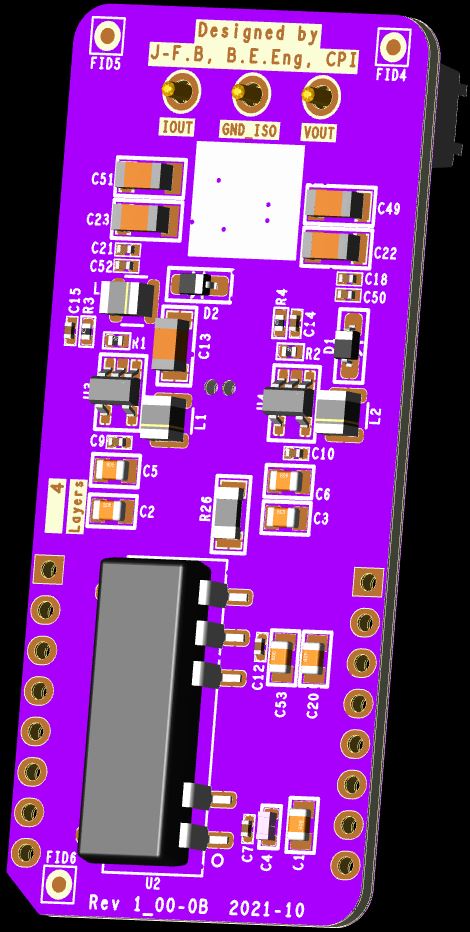 Designed by
J-F.B, B.E.Eng, CPI
FID5
FID4
IOUT
GND_ISO
VOUT
C51
C49
C23
C22
C21
C52
C18
C50
D2
C15
R3
R1
C13
R4
C14
R2
D1
L1
L2
C9
C10
C5
C6
C2
C3
4
Layers
R26
C12
C53
C20
C7
C4
C1
FID6
U2
Rev 1_00-0B 2021-10